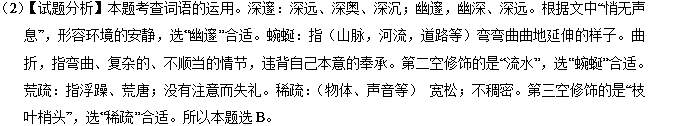 （2）【试题分析】本题考查词语的运用。深邃：深远、深奥、深沉；幽邃，幽深、深远。根据文中“悄无声
息”，形容环境的安静，选“幽邃”合适。蜿蜒：指（山脉，河流，道路等）弯弯曲曲地延伸的样子。曲
折，指弯曲、复杂的、不顺当的情节，违背自己本意的奉承。第二空修饰的是“流水”，选“蜿蜒”合适。
荒疏：指浮躁、荒唐；没有注意而失礼。稀疏：（物体、声音等） 宽松；不稠密。第三空修饰的是“枝
叶梢头”，选“稀疏”合适。所以本题选 B。